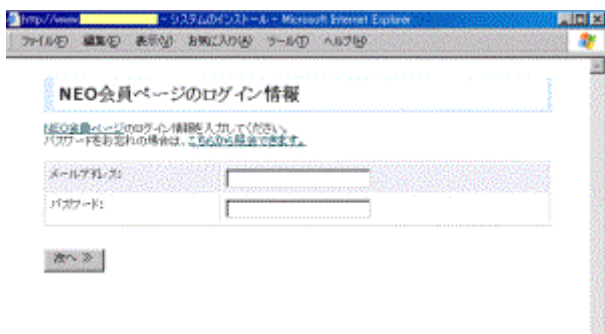 http://www. - システムのインストール - Microsoft Internet Explorer
ファイル(F) 編集(E) 表示(V) お気に入り(A) ツール(T) ヘルプ(H)
NEO会員ページのログイン情報
NEO会員ページのログイン情報を入力してください。
パスワードをお忘れの場合は、こちらから照会できます。
メールアドレス:
パスワード:
次へ ≫